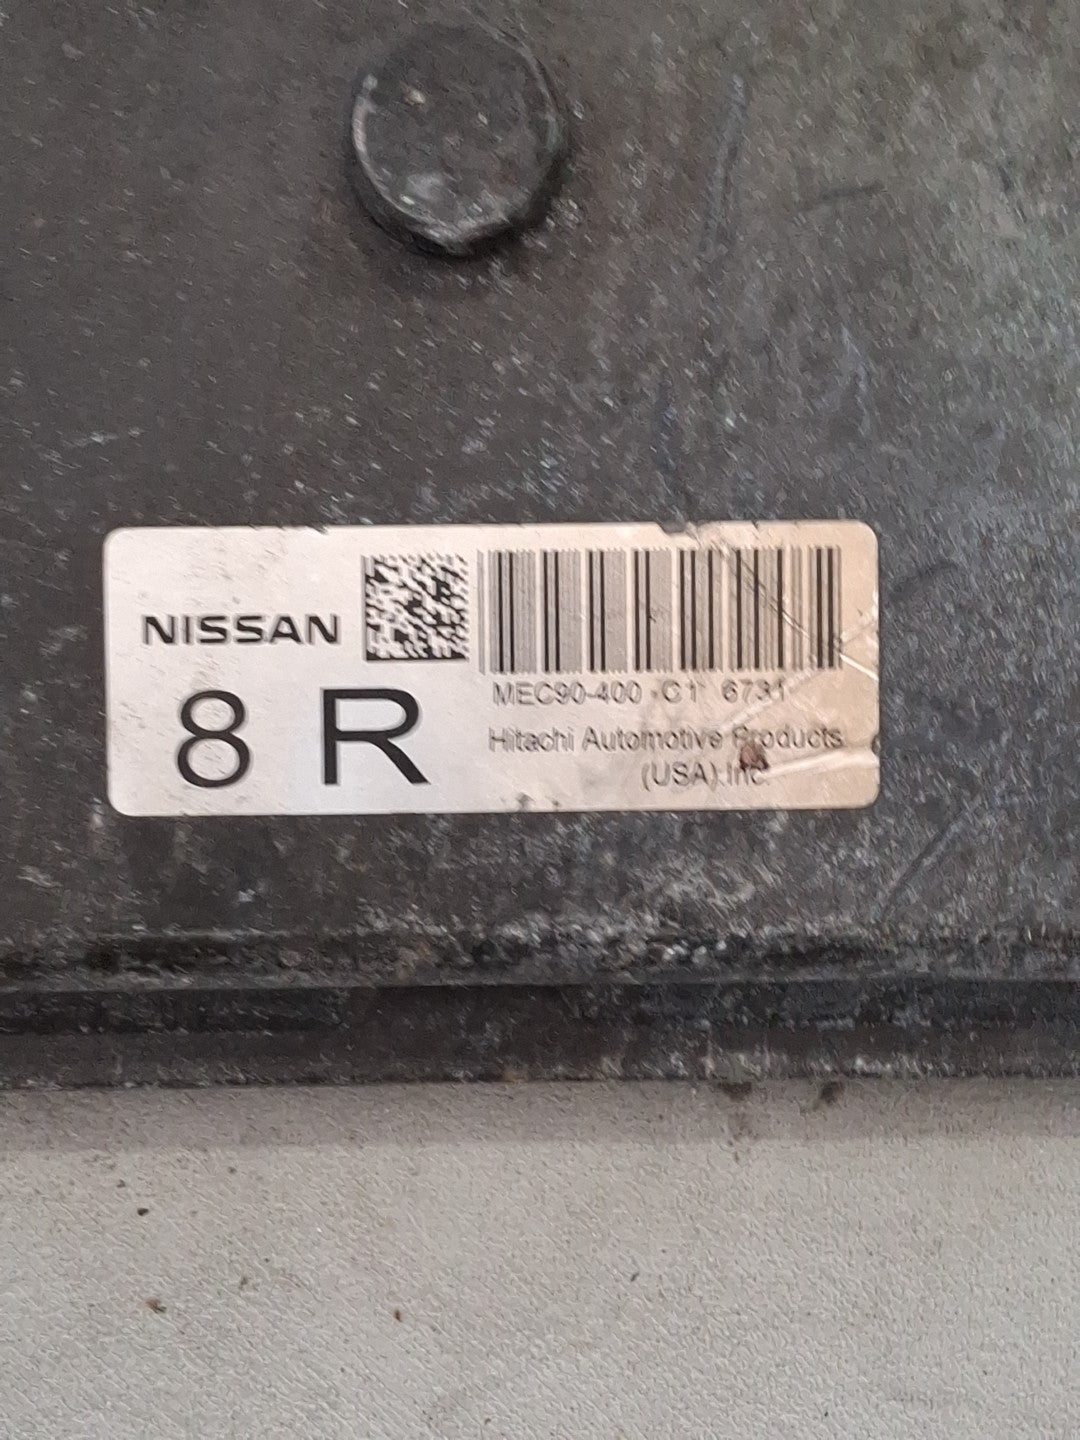 NISSAN
8 R
MEC90-400 C1 6731
Hitachi Automotive Products
(USA).Inc.